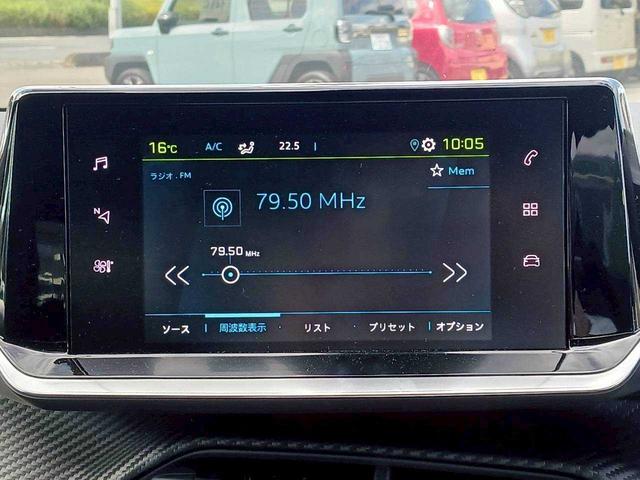 16°C A/C 22.5 10:05
ラジオ . FM
Mem
79.50 MHz
79.50 MHz
N
ソース 周波数表示 リスト プリセット オプション